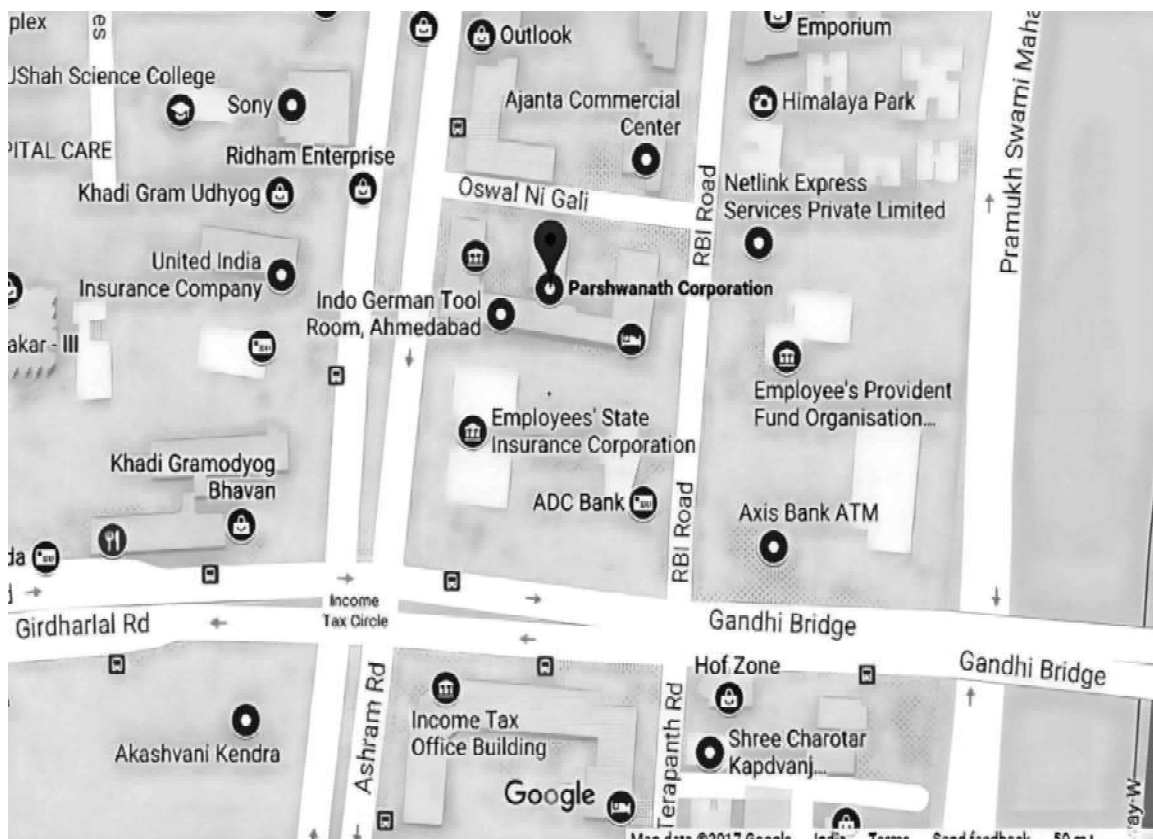 plex
es
Outlook
Emporium
Pramukh Swami Maha
JShah Science College
Sony
Ajanta Commercial
Center
Himalaya Park
PITAL CARE
Ridham Enterprise
Khadi Gram Udhyog
Oswal Ni Gali
RBI Road
Netlink Express
Services Private Limited
United India
Insurance Company
Indo German Tool
Room, Ahmedabad
Parshwanath Corporation
akar - III
Employee's Provident
Fund Organisation...
Employees' State
Insurance Corporation
Khadi Gramodyog
Bhavan
ADC Bank
RBI Road
Axis Bank ATM
da
Income
Tax Circle
Girdharlal Rd
Gandhi Bridge
Gandhi Bridge
Hof Zone
Ashram Rd
Income Tax
Office Building
Terapanth Rd
Shree Charotar
Kapdvanj...
Akashvani Kendra
Google
Map data ©2017 Google India Terms Send feedback 50 m